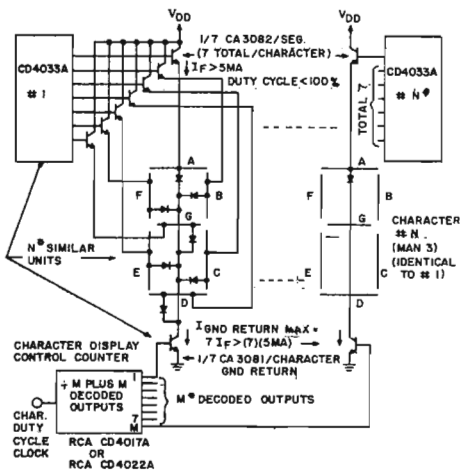 VDD
VDD
1/7 CA3082/SEG.
(7 TOTAL/CHARACTER)
IF>5MA
DUTY CYCLE<100%
CD4033A
# 1
CD4033A
# N*
TOTAL 7
A
F
B
G
E
C
D
A
F
B
G
E
C
D
N* SIMILAR
UNITS
CHARACTER
# N
(MAN 3)
(IDENTICAL
TO # 1)
IGND RETURN MAX=
7 IF>(7)(5MA)
1/7 CA3081/CHARACTER
GND RETURN
CHARACTER DISPLAY
CONTROL COUNTER
÷ M PLUS M
DECODED
OUTPUTS
1
7
M
M* DECODED OUTPUTS
CHAR.
DUTY
CYCLE
CLOCK
RCA CD4017A
OR
RCA CD4022A